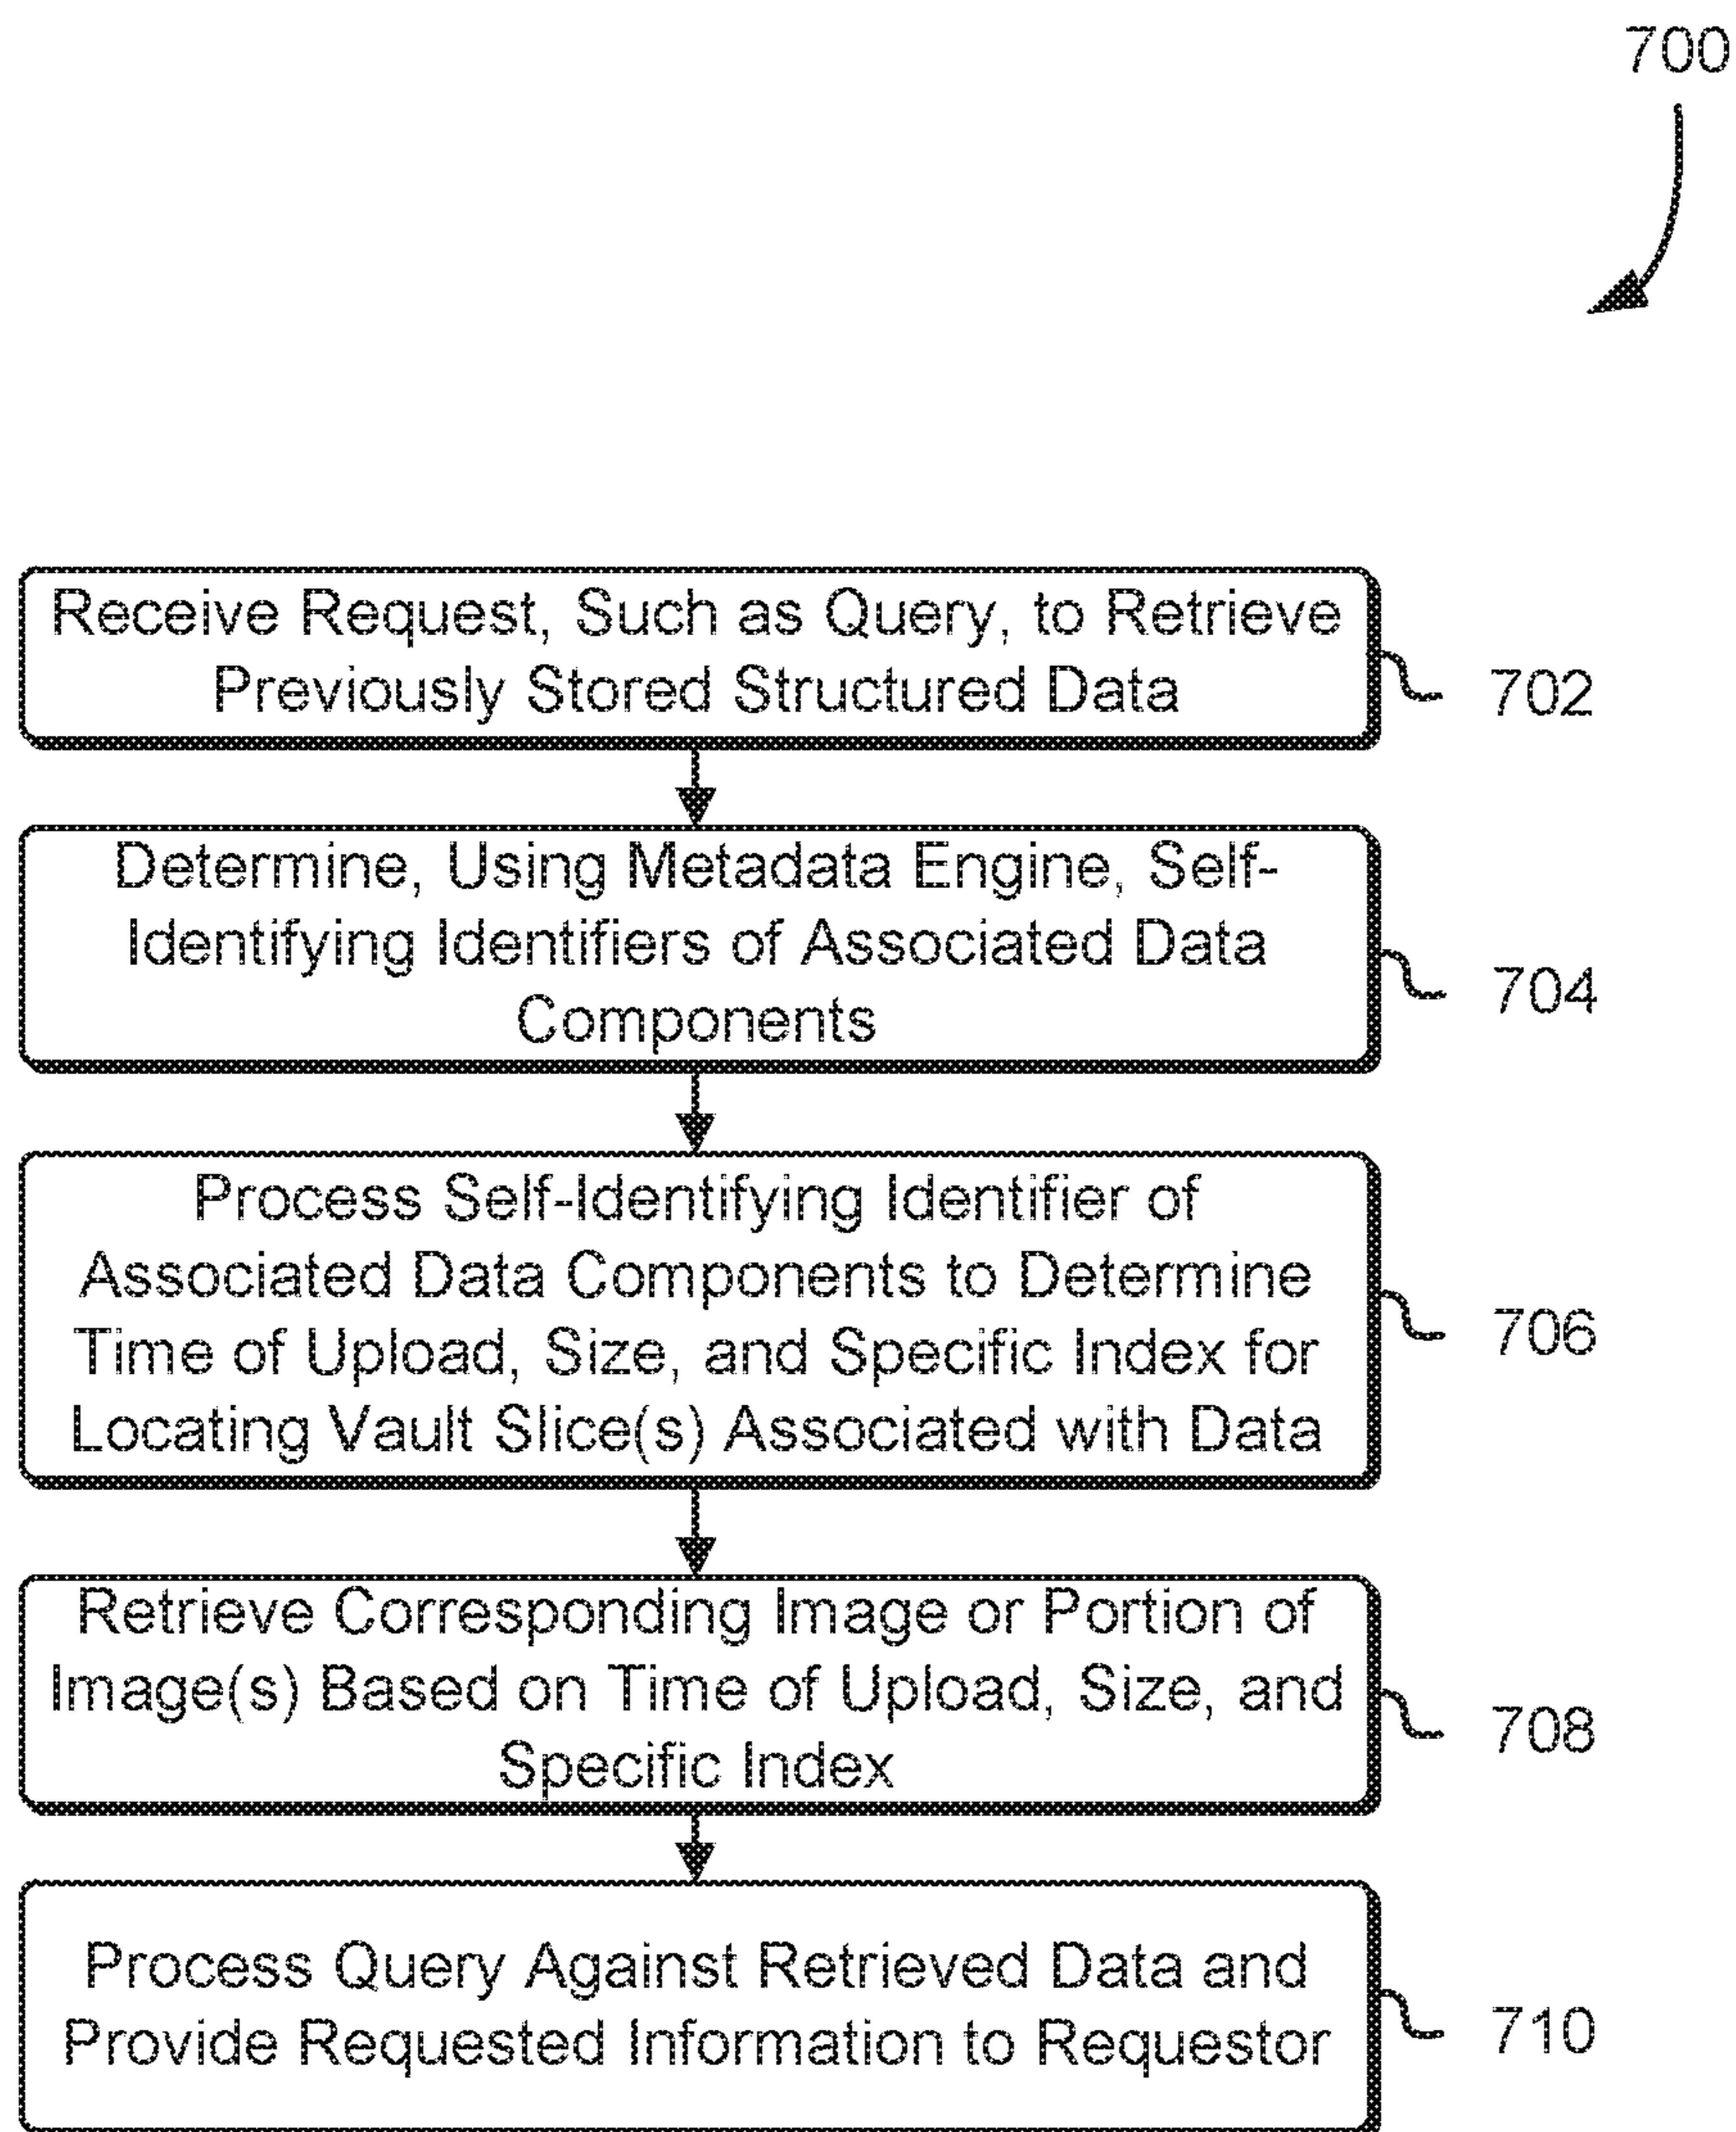 700
Receive Request, Such as Query, to Retrieve
Previously Stored Structured Data
702
Determine, Using Metadata Engine, Self-
Identifying Identifiers of Associated Data
Components
704
Process Self-Identifying Identifier of
Associated Data Components to Determine
Time of Upload, Size, and Specific Index for
Locating Vault Slice(s) Associated with Data
706
Retrieve Corresponding Image or Portion of
Image(s) Based on Time of Upload, Size, and
Specific Index
708
Process Query Against Retrieved Data and
Provide Requested Information to Requestor
710